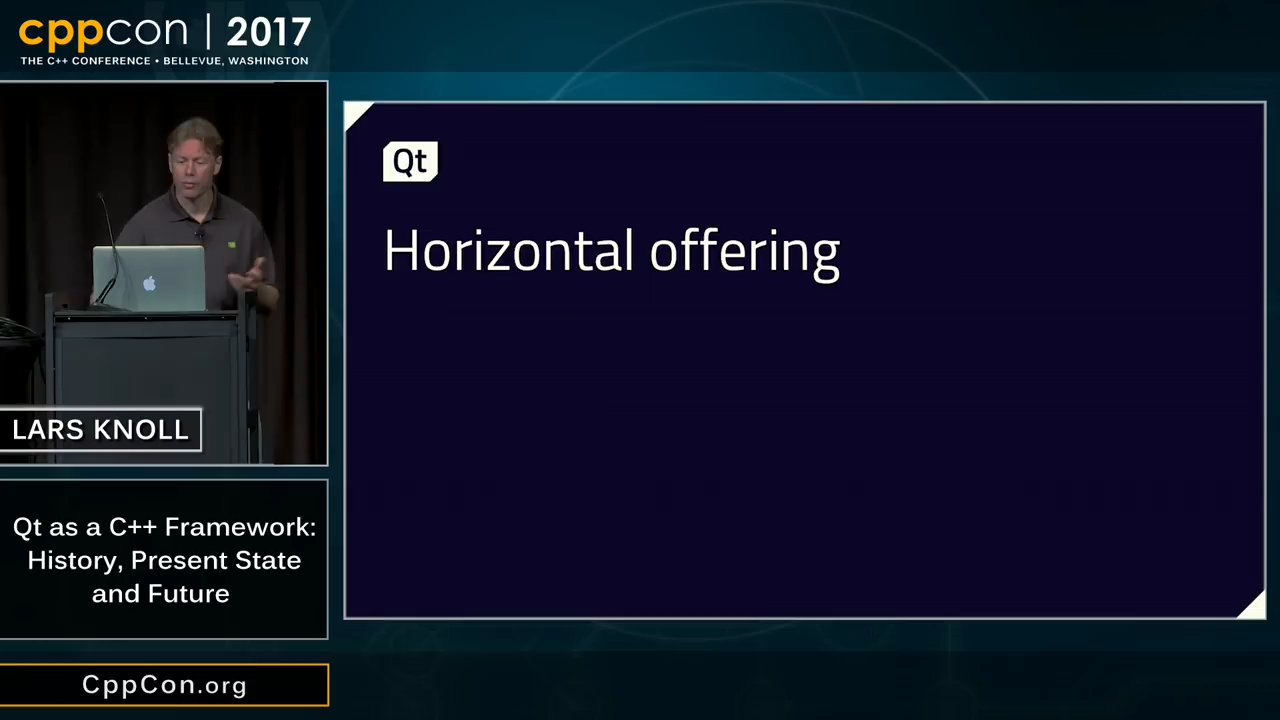 cppcon | 2017
THE C++ CONFERENCE • BELLEVUE, WASHINGTON
Qt
Horizontal offering
LARS KNOLL
Qt as a C++ Framework:
History, Present State
and Future
CppCon.org